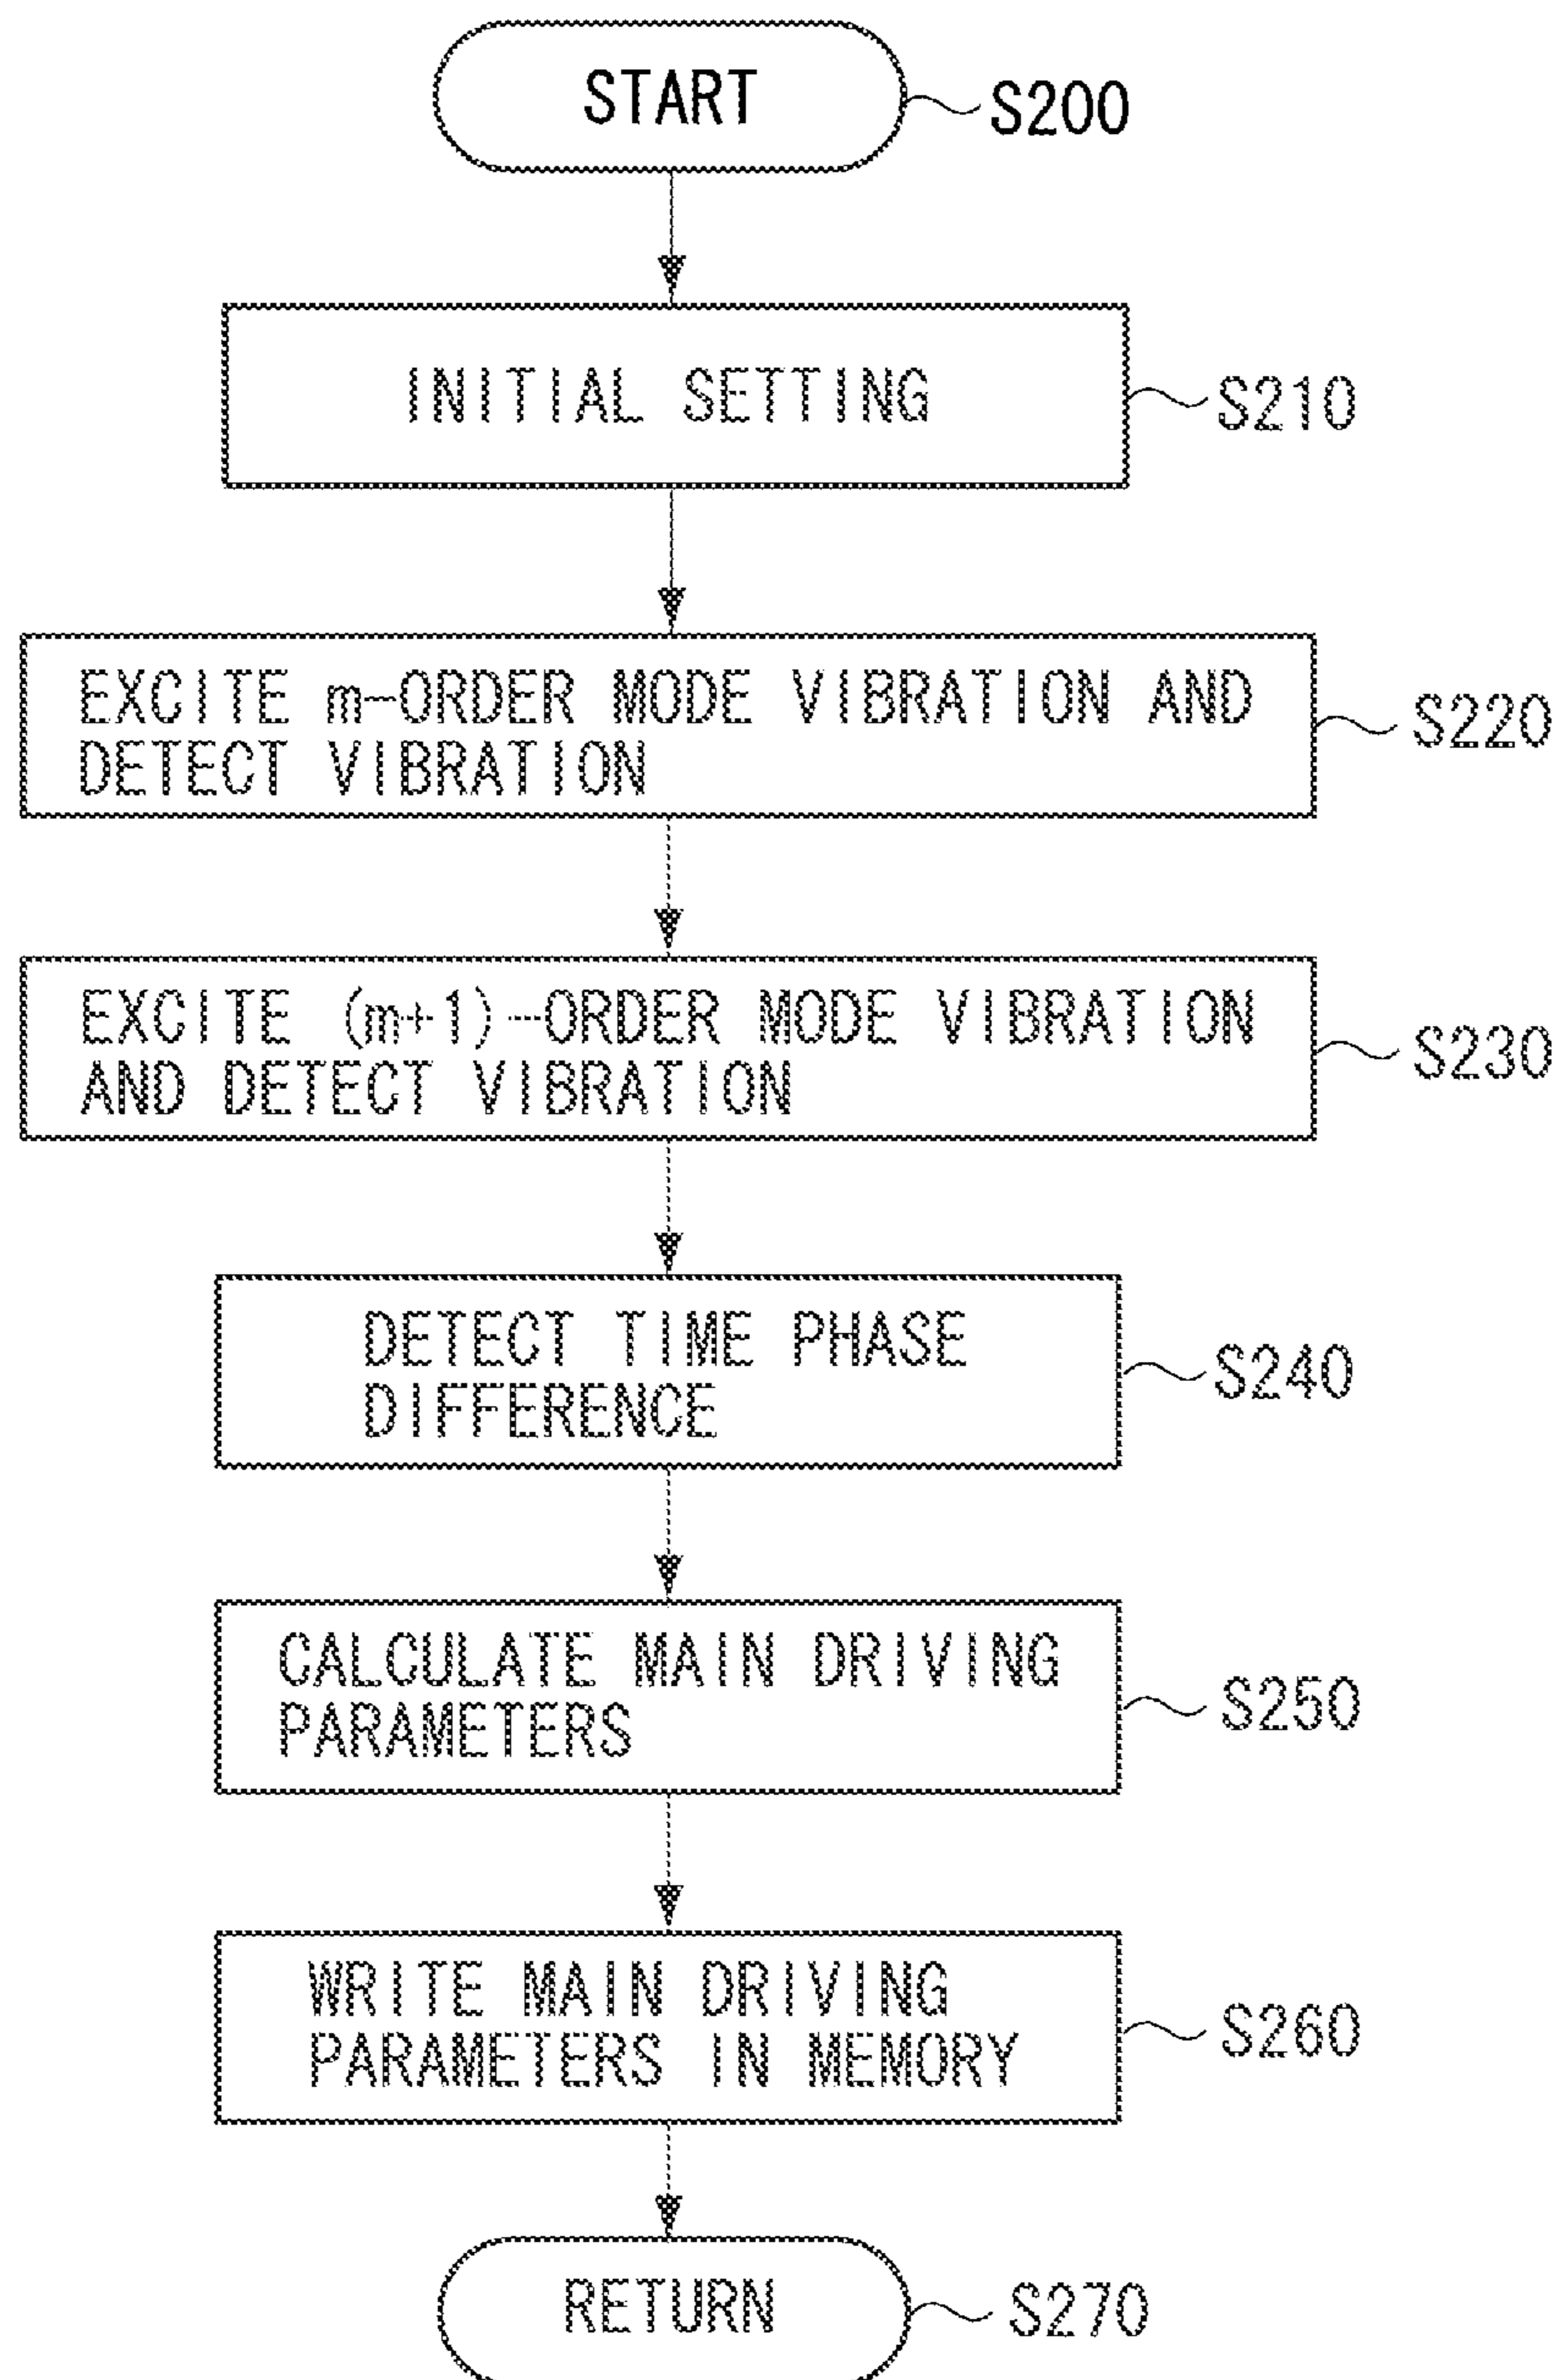 START
S200
INITIAL SETTING
S210
EXCITE m-ORDER MODE VIBRATION AND
DETECT VIBRATION
S220
EXCITE (m+1)-ORDER MODE VIBRATION
AND DETECT VIBRATION
S230
DETECT TIME PHASE
DIFFERENCE
S240
CALCULATE MAIN DRIVING
PARAMETERS
S250
WRITE MAIN DRIVING
PARAMETERS IN MEMORY
S260
RETURN
S270